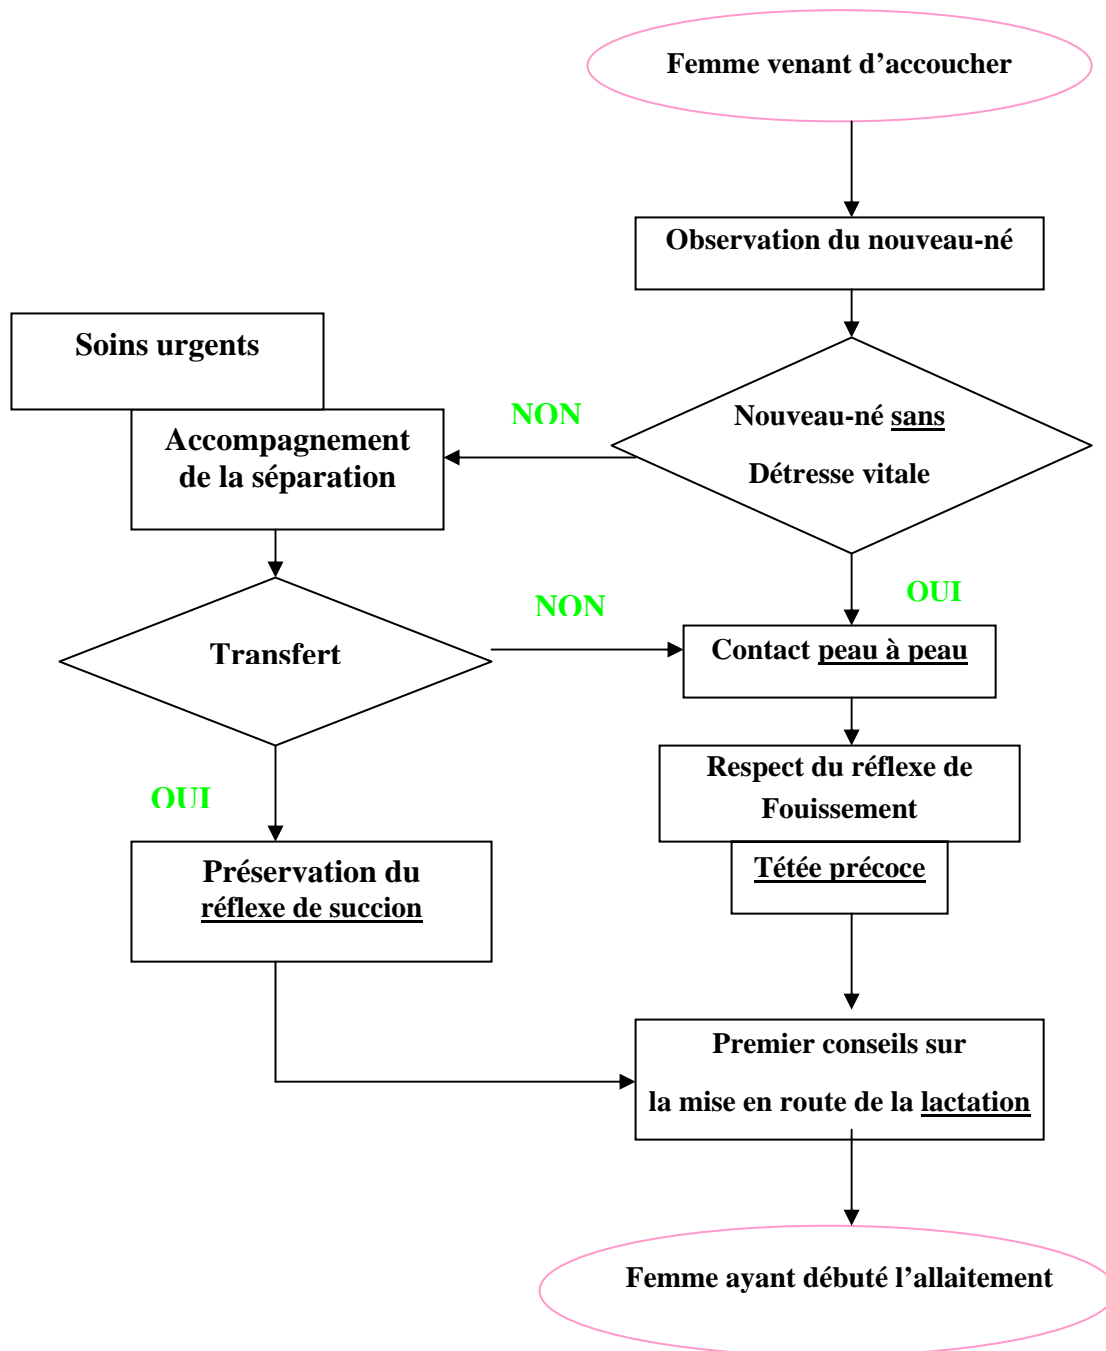 Femme venant d’accoucher
Observation du nouveau-né
Soins urgents
NON
Nouveau-né sans
Détresse vitale
Accompagnement
de la séparation
OUI
NON
Transfert
Contact peau à peau
Respect du réflexe de
Fouissement
OUI
Tétée précoce
Préservation du
réflexe de succion
Premier conseils sur
la mise en route de la lactation
Femme ayant débuté l’allaitement